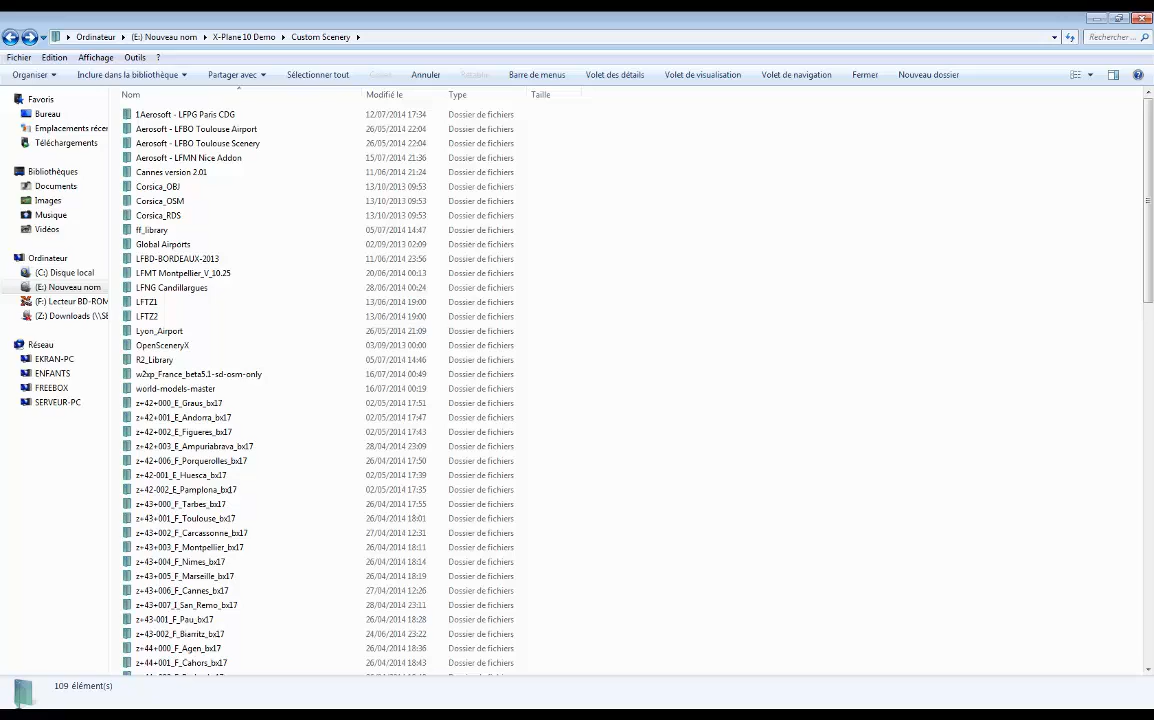 Ordinateur (E:) Nouveau nom X-Plane 10 Demo Custom Scenery Rechercher ...
Fichier Edition Affichage Outils ?
Organiser Inclure dans la bibliothèque Partager avec Sélectionner tout Annuler Rétablir Barre de menus Volet des détails Volet de visualisation Volet de navigation Fermer Nouveau dossier
Nom Modifié le Type Taille
Favoris
Bureau
Emplacements récer
Téléchargements
Bibliothèques
Documents
Images
Musique
Vidéos
Ordinateur
(C:) Disque local
(E:) Nouveau nom
(F:) Lecteur BD-ROM
(Z:) Downloads (\\SE
Réseau
EKRAN-PC
ENFANTS
FREEBOX
SERVEUR-PC
1Aerosoft - LFPG Paris CDG 12/07/2014 17:34 Dossier de fichiers
Aerosoft - LFBO Toulouse Airport 26/05/2014 22:04 Dossier de fichiers
Aerosoft - LFBO Toulouse Scenery 26/05/2014 22:04 Dossier de fichiers
Aerosoft - LFMN Nice Addon 15/07/2014 21:36 Dossier de fichiers
Cannes version 2.01 11/06/2014 21:24 Dossier de fichiers
Corsica_OBJ 13/10/2013 09:53 Dossier de fichiers
Corsica_OSM 13/10/2013 09:53 Dossier de fichiers
Corsica_RDS 13/10/2013 09:53 Dossier de fichiers
ff_library 05/07/2014 14:47 Dossier de fichiers
Global Airports 02/09/2013 02:09 Dossier de fichiers
LFBD-BORDEAUX-2013 11/06/2014 23:56 Dossier de fichiers
LFMT Montpellier_V_10.25 20/06/2014 00:13 Dossier de fichiers
LFNG Candillargues 28/06/2014 00:24 Dossier de fichiers
LFTZ1 13/06/2014 19:00 Dossier de fichiers
LFTZ2 13/06/2014 19:00 Dossier de fichiers
Lyon_Airport 26/05/2014 21:09 Dossier de fichiers
OpenSceneryX 03/09/2013 00:00 Dossier de fichiers
R2_Library 05/07/2014 14:46 Dossier de fichiers
w2xp_France_beta5.1-sd-osm-only 16/07/2014 00:49 Dossier de fichiers
world-models-master 16/07/2014 00:19 Dossier de fichiers
z+42+000_E_Graus_bx17 02/05/2014 17:51 Dossier de fichiers
z+42+001_E_Andorra_bx17 02/05/2014 17:47 Dossier de fichiers
z+42+002_E_Figueres_bx17 02/05/2014 17:43 Dossier de fichiers
z+42+003_E_Ampuriabrava_bx17 28/04/2014 23:09 Dossier de fichiers
z+42+006_F_Porquerolles_bx17 26/04/2014 17:50 Dossier de fichiers
z+42-001_E_Huesca_bx17 02/05/2014 17:39 Dossier de fichiers
z+42-002_E_Pamplona_bx17 02/05/2014 17:35 Dossier de fichiers
z+43+000_F_Tarbes_bx17 26/04/2014 17:55 Dossier de fichiers
z+43+001_F_Toulouse_bx17 26/04/2014 18:01 Dossier de fichiers
z+43+002_F_Carcassonne_bx17 27/04/2014 12:31 Dossier de fichiers
z+43+003_F_Montpellier_bx17 26/04/2014 18:11 Dossier de fichiers
z+43+004_F_Nimes_bx17 26/04/2014 18:14 Dossier de fichiers
z+43+005_F_Marseille_bx17 26/04/2014 18:19 Dossier de fichiers
z+43+006_F_Cannes_bx17 27/04/2014 12:26 Dossier de fichiers
z+43+007_I_San_Remo_bx17 28/04/2014 23:11 Dossier de fichiers
z+43-001_F_Pau_bx17 26/04/2014 18:28 Dossier de fichiers
z+43-002_F_Biarritz_bx17 24/06/2014 23:22 Dossier de fichiers
z+44+000_F_Agen_bx17 26/04/2014 18:36 Dossier de fichiers
z+44+001_F_Cahors_bx17 26/04/2014 18:43 Dossier de fichiers
109 élément(s)